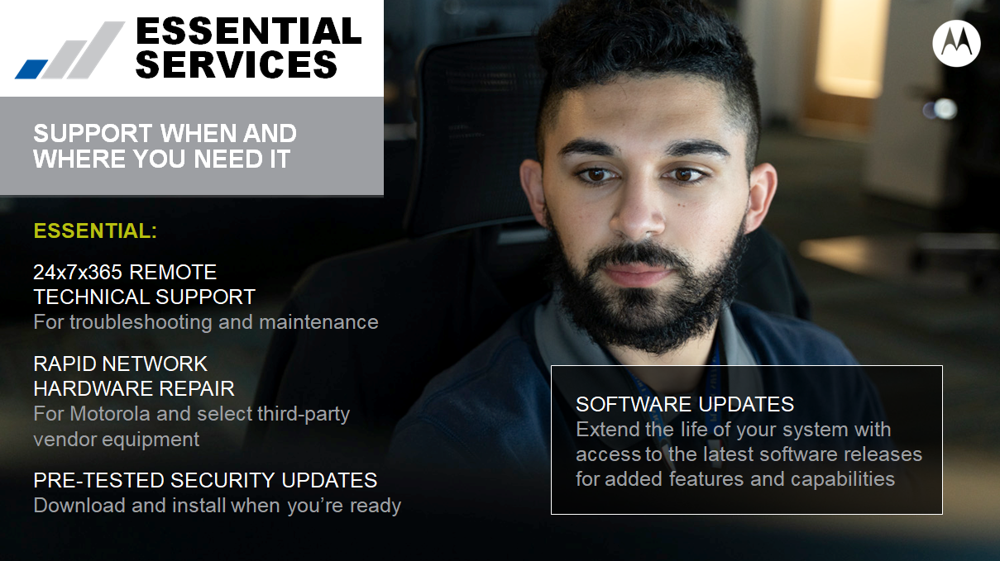 ESSENTIAL
SERVICES
SUPPORT WHEN AND
WHERE YOU NEED IT
ESSENTIAL:
24x7x365 REMOTE
TECHNICAL SUPPORT
For troubleshooting and maintenance
RAPID NETWORK
HARDWARE REPAIR
For Motorola and select third-party
vendor equipment
PRE-TESTED SECURITY UPDATES
Download and install when you’re ready
SOFTWARE UPDATES
Extend the life of your system with
access to the latest software releases
for added features and capabilities